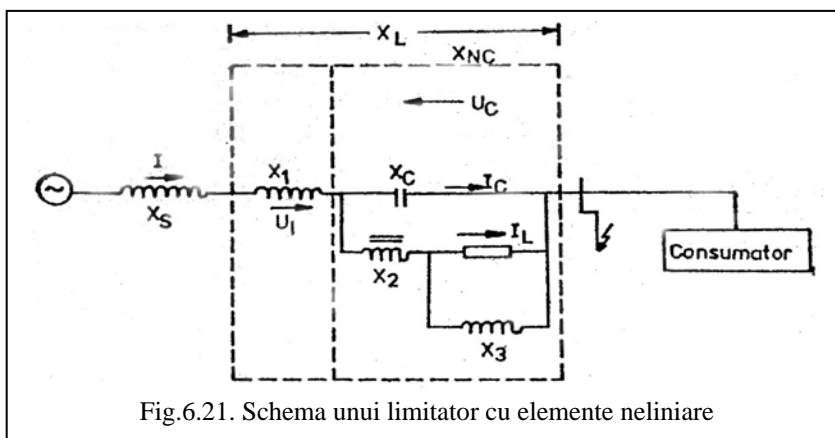 X_L
X_NC
U_C
I
X_1
X_C
I_C
X_S
U_1
I_L
X_2
Consumator
X_3
Fig.6.21. Schema unui limitator cu elemente neliniare